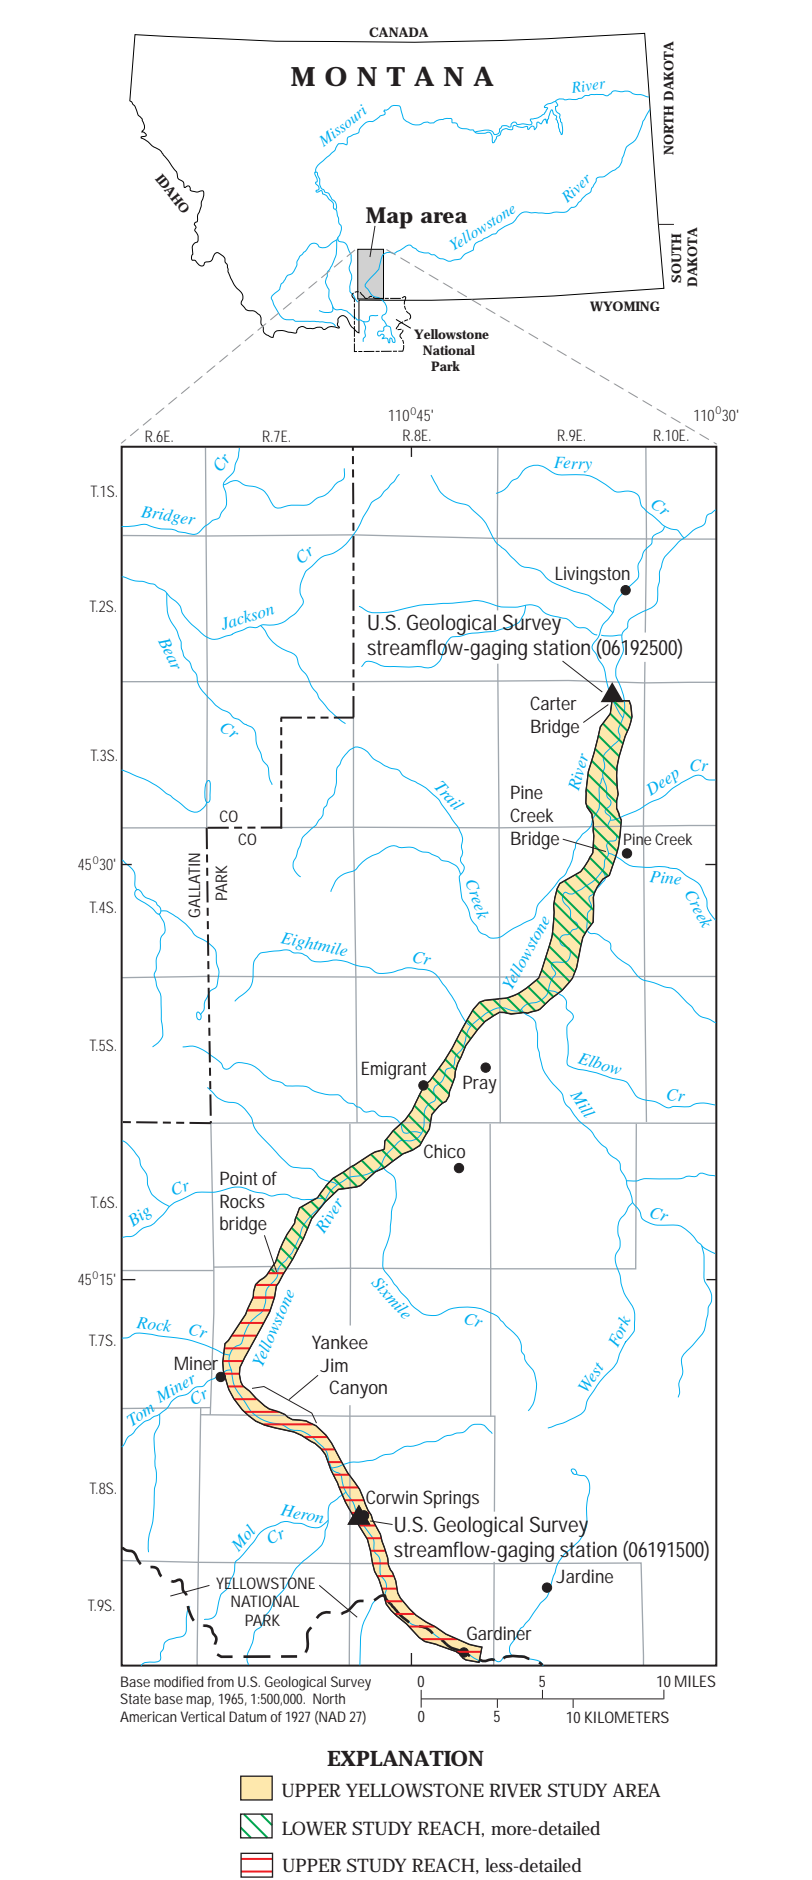 CANADA
MONTANA
NORTH DAKOTA
River
Missouri
IDAHO
River
Map area
Yellowstone
SOUTH
DAKOTA
WYOMING
Yellowstone
National
Park
110⁰45'
110⁰30'
R.6E.
R.7E.
R.8E.
R.9E.
R.10E.
Cr
Ferry
T.1S.
Bridger
Cr
Cr
Livingston
T.2S.
Jackson
U.S. Geological Survey
streamflow-gaging station (06192500)
Bear
Carter
Bridge
Cr
T.3S.
River
Deep Cr
Trail
Pine
Creek
Bridge
CO
CO
Pine Creek
45⁰30'
GALLATIN
PARK
Pine
Creek
Creek
T.4S.
Yellowstone
Eightmile
Cr
T.5S.
Emigrant
Pray
Elbow
Cr
Mill
Chico
Point of
Rocks
bridge
Cr
T.6S.
Big
River
Cr
45⁰15'
Sixmile
Cr
Rock Cr
Yellowstone
West Fork
T.7S.
Yankee
Jim
Canyon
Miner
Tom Miner
Cr
T.8S.
Corwin Springs
Heron
Mol
Cr
U.S. Geological Survey
streamflow-gaging station (06191500)
Jardine
YELLOWSTONE
NATIONAL
PARK
T.9S.
Gardiner
Base modified from U.S. Geological Survey
State base map, 1965, 1:500,000. North
American Vertical Datum of 1927 (NAD 27)
0 5 10 MILES
0 5 10 KILOMETERS
EXPLANATION
UPPER YELLOWSTONE RIVER STUDY AREA
LOWER STUDY REACH, more-detailed
UPPER STUDY REACH, less-detailed